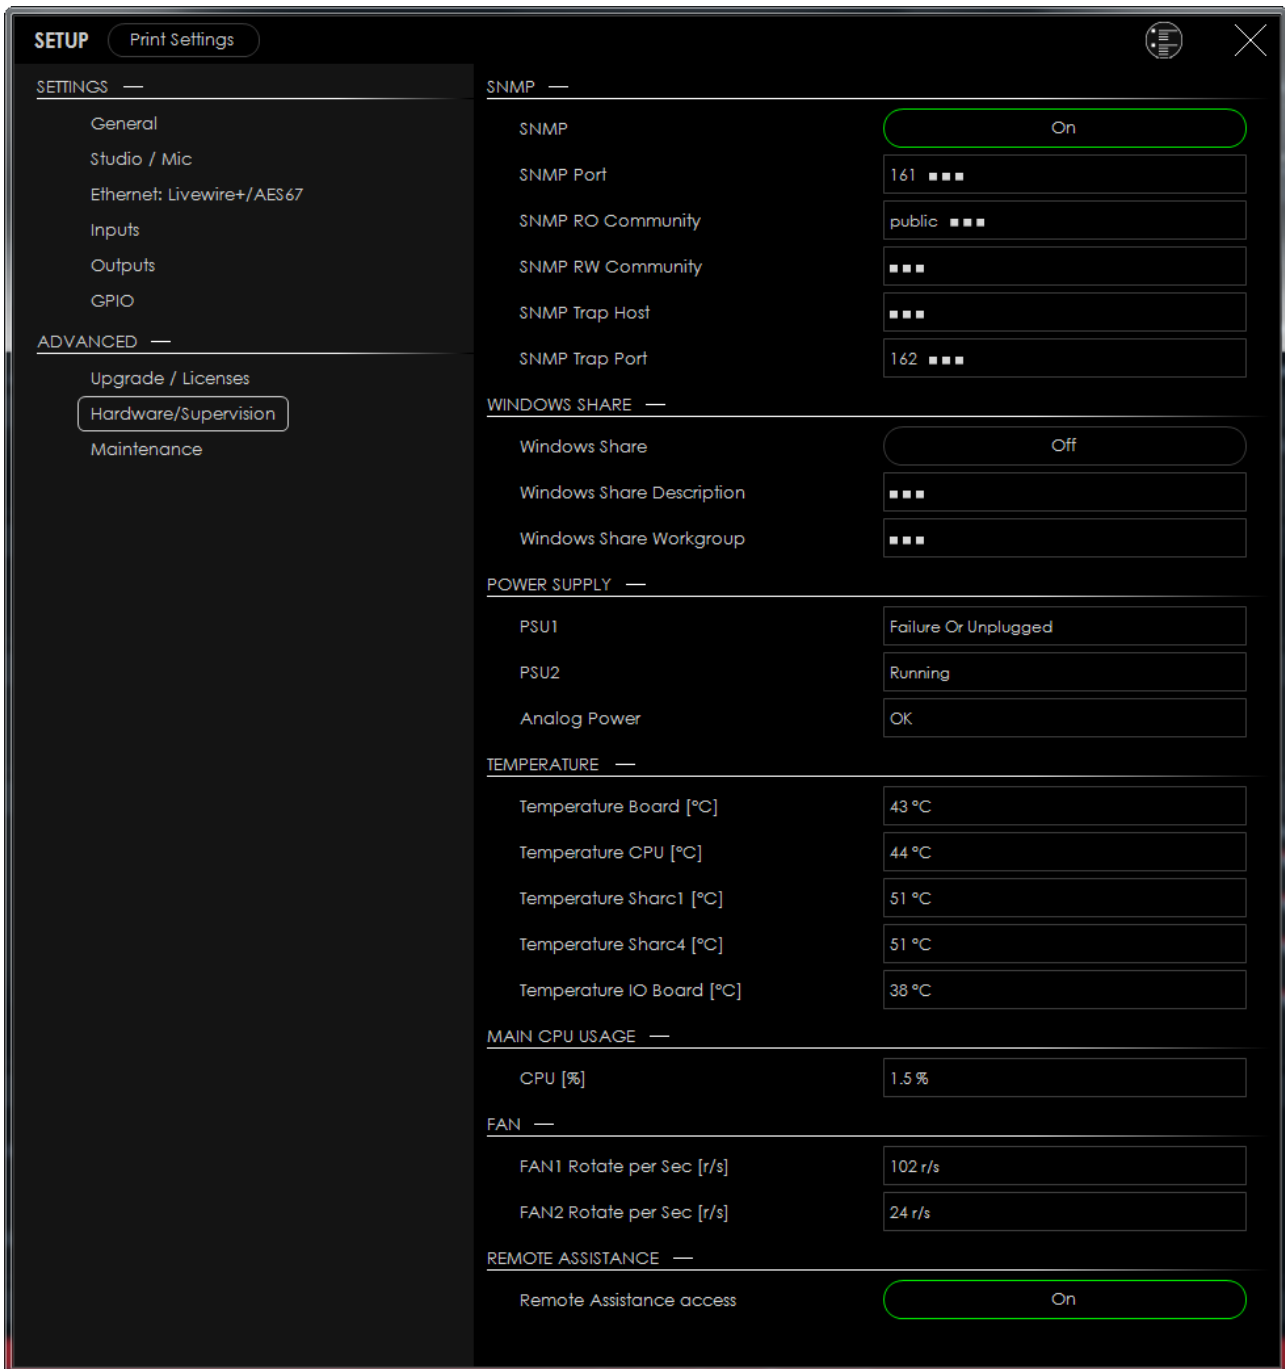 SETUP Print Settings
SETTINGS
General
Studio / Mic
Ethernet: Livewire+/AES67
Inputs
Outputs
GPIO
ADVANCED
Upgrade / Licenses
Hardware/Supervision
Maintenance
SNMP
SNMP On
SNMP Port 161
SNMP RO Community public
SNMP RW Community
SNMP Trap Host
SNMP Trap Port 162
WINDOWS SHARE
Windows Share Off
Windows Share Description
Windows Share Workgroup
POWER SUPPLY
PSU1 Failure Or Unplugged
PSU2 Running
Analog Power OK
TEMPERATURE
Temperature Board [°C] 43 °C
Temperature CPU [°C] 44 °C
Temperature Sharc1 [°C] 51 °C
Temperature Sharc4 [°C] 51 °C
Temperature IO Board [°C] 38 °C
MAIN CPU USAGE
CPU [%] 1.5 %
FAN
FAN1 Rotate per Sec [r/s] 102 r/s
FAN2 Rotate per Sec [r/s] 24 r/s
REMOTE ASSISTANCE
Remote Assistance access On